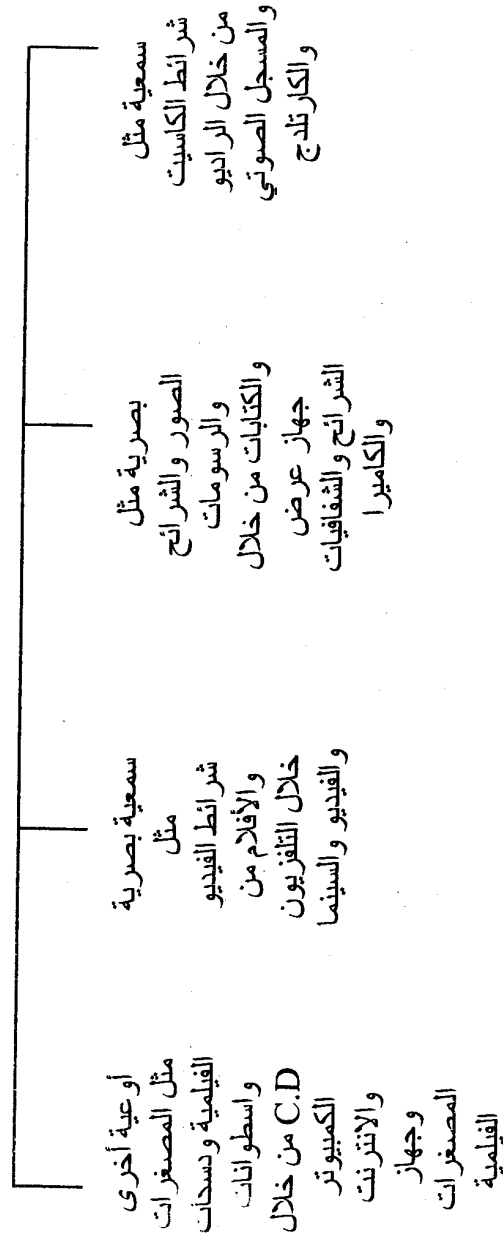 سمعية مثل
شرائط الكاسيت
من خلال الراديو
والمسجل الصوتي
والكارتلدج
بصرية مثل
الصور والشرائح
والرسومات
والكتابات من خلال
جهاز عرض
الشرائح والشفافيات
والكاميرا
سمعية بصرية
مثل
شرائط الفيديو
والأفلام من
خلال التلفزيون
والفيديو والسينما
أوعية أخرى
مثل المصغرات
الفيلمية ودسحات
واسطوانات
C.D من خلال
الكمبيوتر
والانترنت
وجهاز
المصغرات
الفيلمية